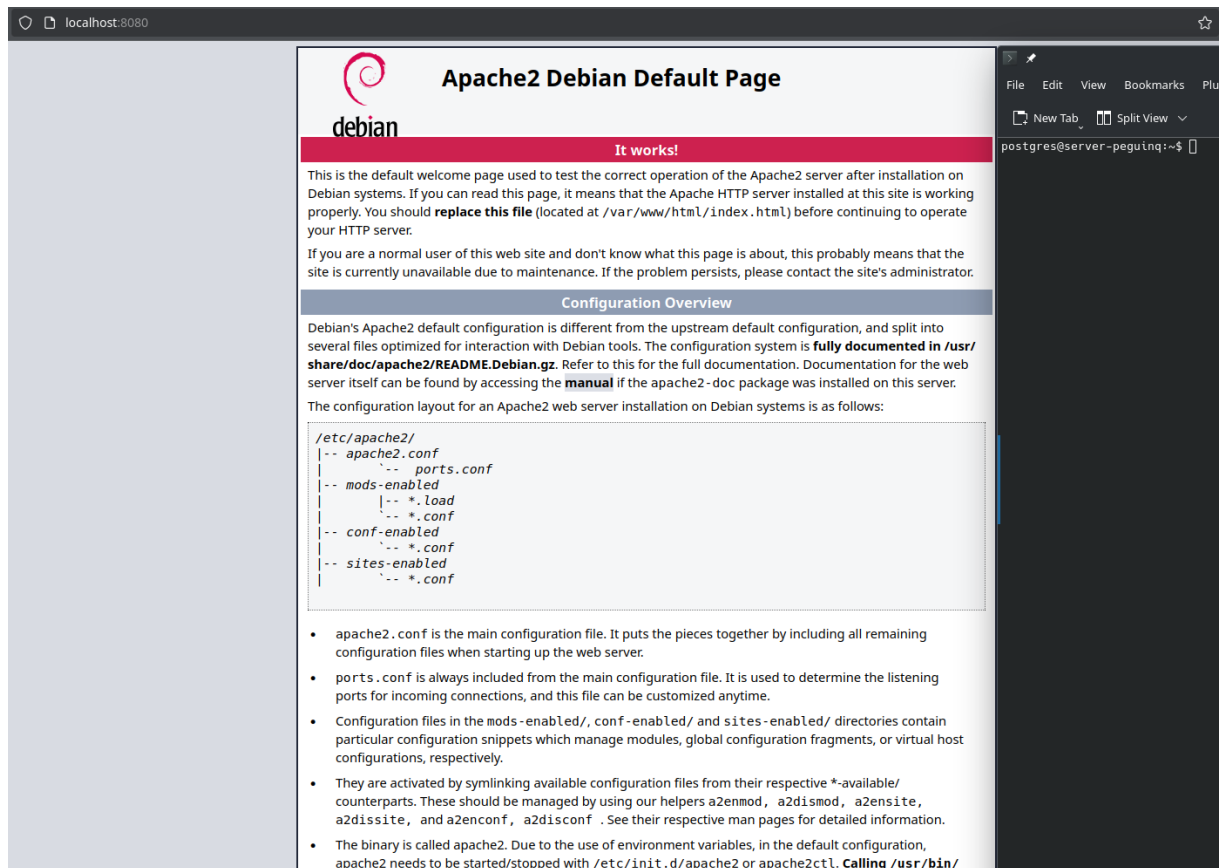 localhost:8080
debian
Apache2 Debian Default Page
It works!
This is the default welcome page used to test the correct operation of the Apache2 server after installation on
Debian systems. If you can read this page, it means that the Apache HTTP server installed at this site is working
properly. You should replace this file (located at /var/www/html/index.html) before continuing to operate
your HTTP server.
If you are a normal user of this web site and don't know what this page is about, this probably means that the
site is currently unavailable due to maintenance. If the problem persists, please contact the site's administrator.
Configuration Overview
Debian's Apache2 default configuration is different from the upstream default configuration, and split into
several files optimized for interaction with Debian tools. The configuration system is fully documented in /usr/
share/doc/apache2/README.Debian.gz. Refer to this for the full documentation. Documentation for the web
server itself can be found by accessing the manual if the apache2-doc package was installed on this server.
The configuration layout for an Apache2 web server installation on Debian systems is as follows:
/etc/apache2/
|-- apache2.conf
|       `--  ports.conf
|-- mods-enabled
|       |-- *.load
|       `-- *.conf
|-- conf-enabled
|       `-- *.conf
|-- sites-enabled
|       `-- *.conf
• apache2.conf is the main configuration file. It puts the pieces together by including all remaining
configuration files when starting up the web server.
• ports.conf is always included from the main configuration file. It is used to determine the listening
ports for incoming connections, and this file can be customized anytime.
• Configuration files in the mods-enabled/, conf-enabled/ and sites-enabled/ directories contain
particular configuration snippets which manage modules, global configuration fragments, or virtual host
configurations, respectively.
• They are activated by symlinking available configuration files from their respective *-available/
counterparts. These should be managed by using our helpers a2enmod, a2dismod, a2ensite,
a2dissite, and a2enconf, a2disconf . See their respective man pages for detailed information.
• The binary is called apache2. Due to the use of environment variables, in the default configuration,
apache2 needs to be started/stopped with /etc/init.d/apache2 or apache2ctl. Calling /usr/bin/
File Edit View Bookmarks Plu
New Tab Split View
postgres@server-peguinq:~$